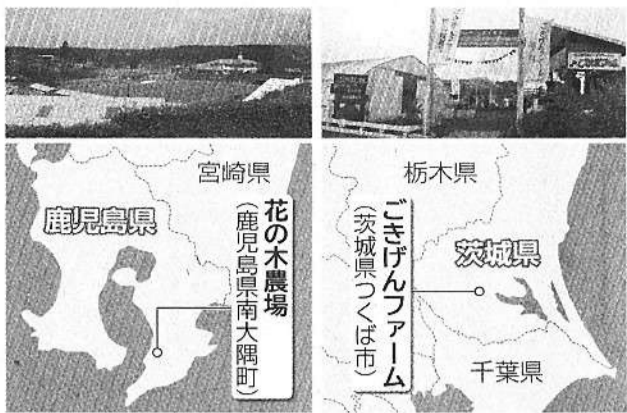 宮崎県
鹿児島県
花の木農場
(鹿児島県南大隅町)
栃木県
茨城県
ごきげんファーム
(茨城県つくば市)
千葉県